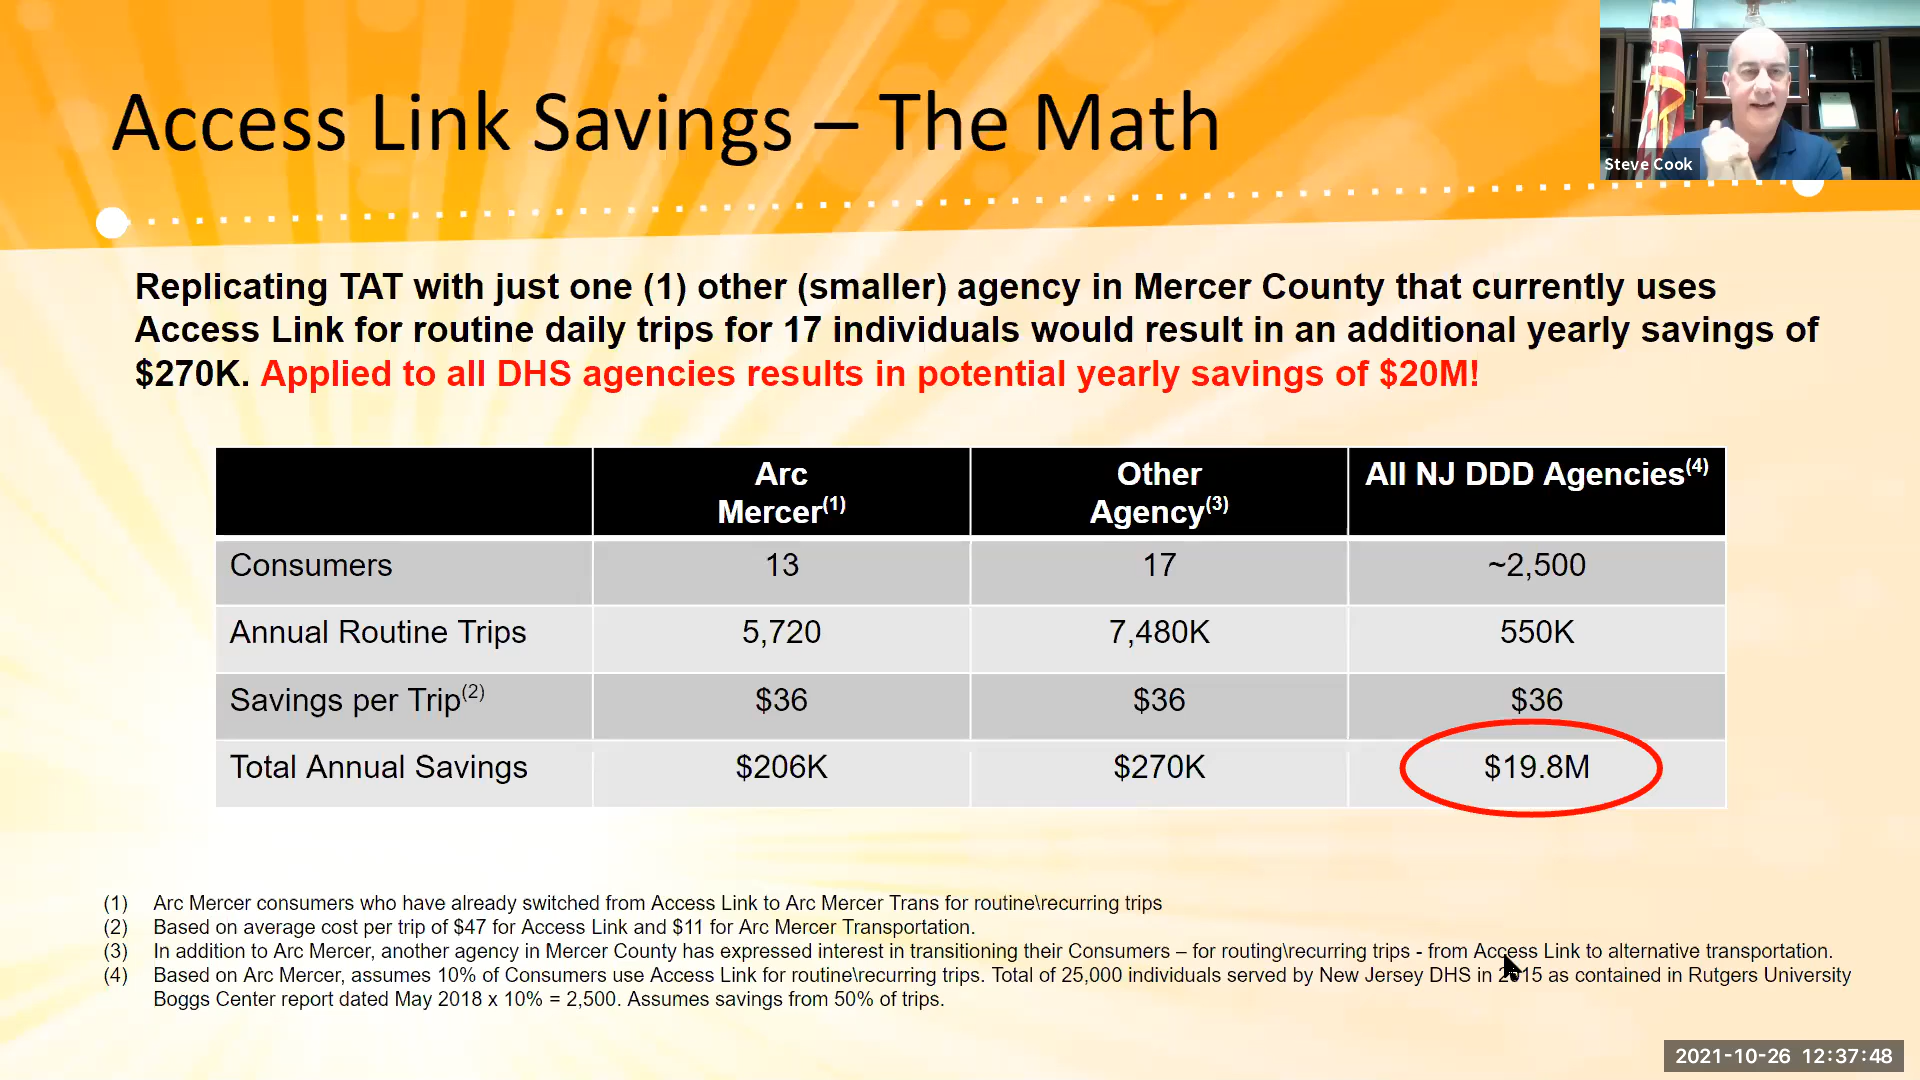 Access Link Savings – The Math
Steve Cook
Replicating TAT with just one (1) other (smaller) agency in Mercer County that currently uses
Access Link for routine daily trips for 17 individuals would result in an additional yearly savings of
$270K. Applied to all DHS agencies results in potential yearly savings of $20M!
Arc Mercer(1) Other Agency(3) All NJ DDD Agencies(4)
Consumers 13 17 ~2,500
Annual Routine Trips 5,720 7,480K 550K
Savings per Trip(2) $36 $36 $36
Total Annual Savings $206K $270K $19.8M
(1) Arc Mercer consumers who have already switched from Access Link to Arc Mercer Trans for routine\recurring trips
(2) Based on average cost per trip of $47 for Access Link and $11 for Arc Mercer Transportation.
(3) In addition to Arc Mercer, another agency in Mercer County has expressed interest in transitioning their Consumers – for routing\recurring trips - from Access Link to alternative transportation.
(4) Based on Arc Mercer, assumes 10% of Consumers use Access Link for routine\recurring trips. Total of 25,000 individuals served by New Jersey DHS in 2015 as contained in Rutgers University
Boggs Center report dated May 2018 x 10% = 2,500. Assumes savings from 50% of trips.
2021-10-26 12:37:48